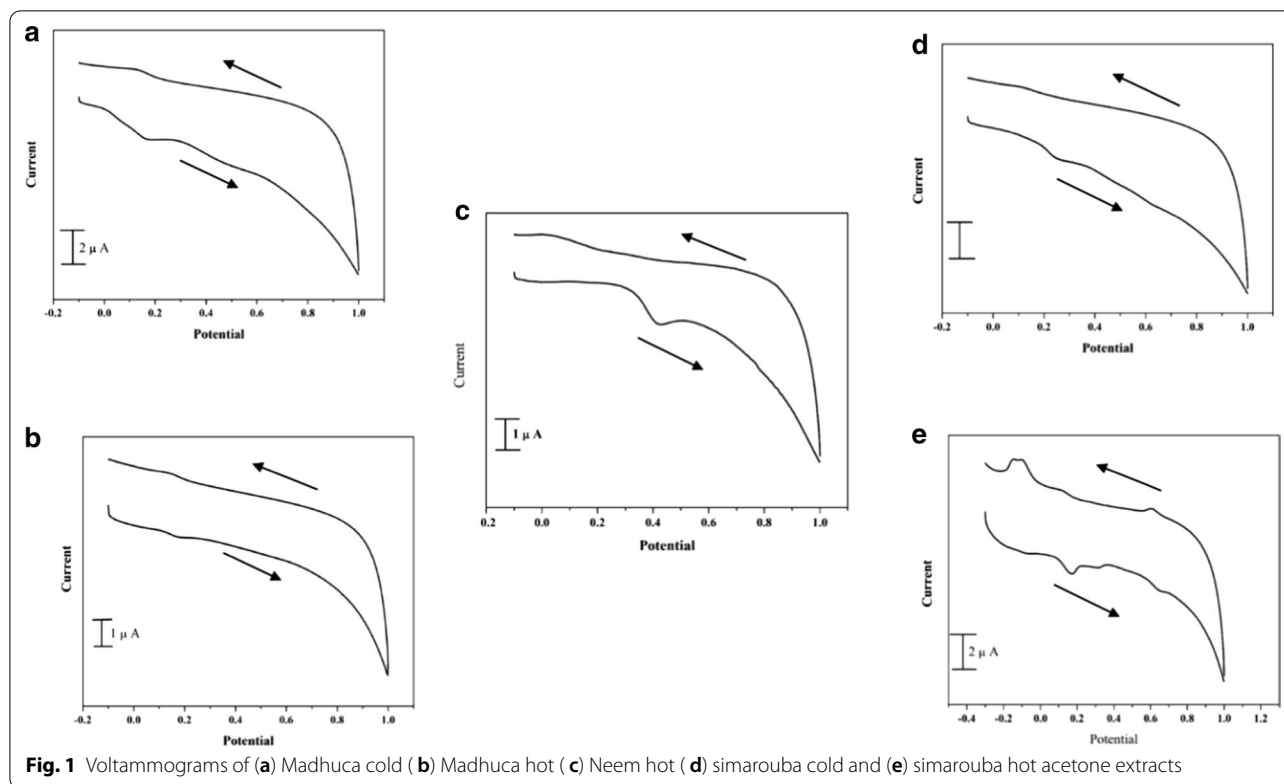 a
Current
2 μ A
-0.2 0.0 0.2 0.4 0.6 0.8 1.0
Potential
b
Current
1 μ A
-0.2 0.0 0.2 0.4 0.6 0.8 1.0
Potential
c
Current
1 μ A
0.2 0.0 0.2 0.4 0.6 0.8 1.0
Potential
d
Current
-0.2 0.0 0.2 0.4 0.6 0.8 1.0
Potential
e
Current
2 μ A
-0.4 -0.2 0.0 0.2 0.4 0.6 0.8 1.0 1.2
Potential
Fig. 1 Voltammograms of (a) Madhuca cold ( b) Madhuca hot ( c) Neem hot ( d) simarouba cold and (e) simarouba hot acetone extracts